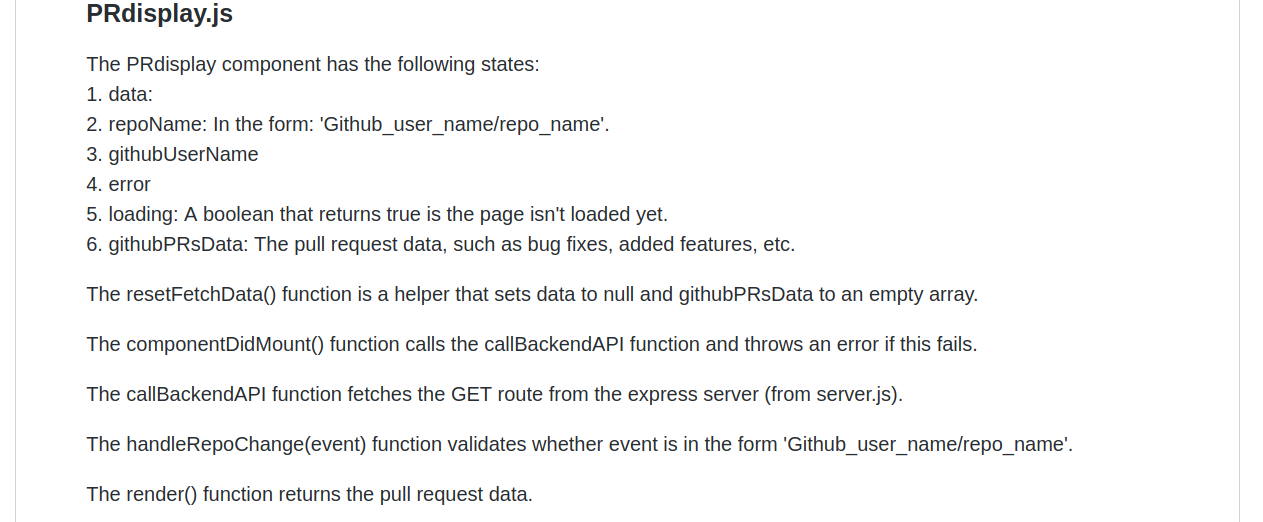 PRdisplay.js
The PRdisplay component has the following states:
1. data:
2. repoName: In the form: 'Github_user_name/repo_name'.
3. githubUserName
4. error
5. loading: A boolean that returns true is the page isn't loaded yet.
6. githubPRsData: The pull request data, such as bug fixes, added features, etc.
The resetFetchData() function is a helper that sets data to null and githubPRsData to an empty array.
The componentDidMount() function calls the callBackendAPI function and throws an error if this fails.
The callBackendAPI function fetches the GET route from the express server (from server.js).
The handleRepoChange(event) function validates whether event is in the form 'Github_user_name/repo_name'.
The render() function returns the pull request data.